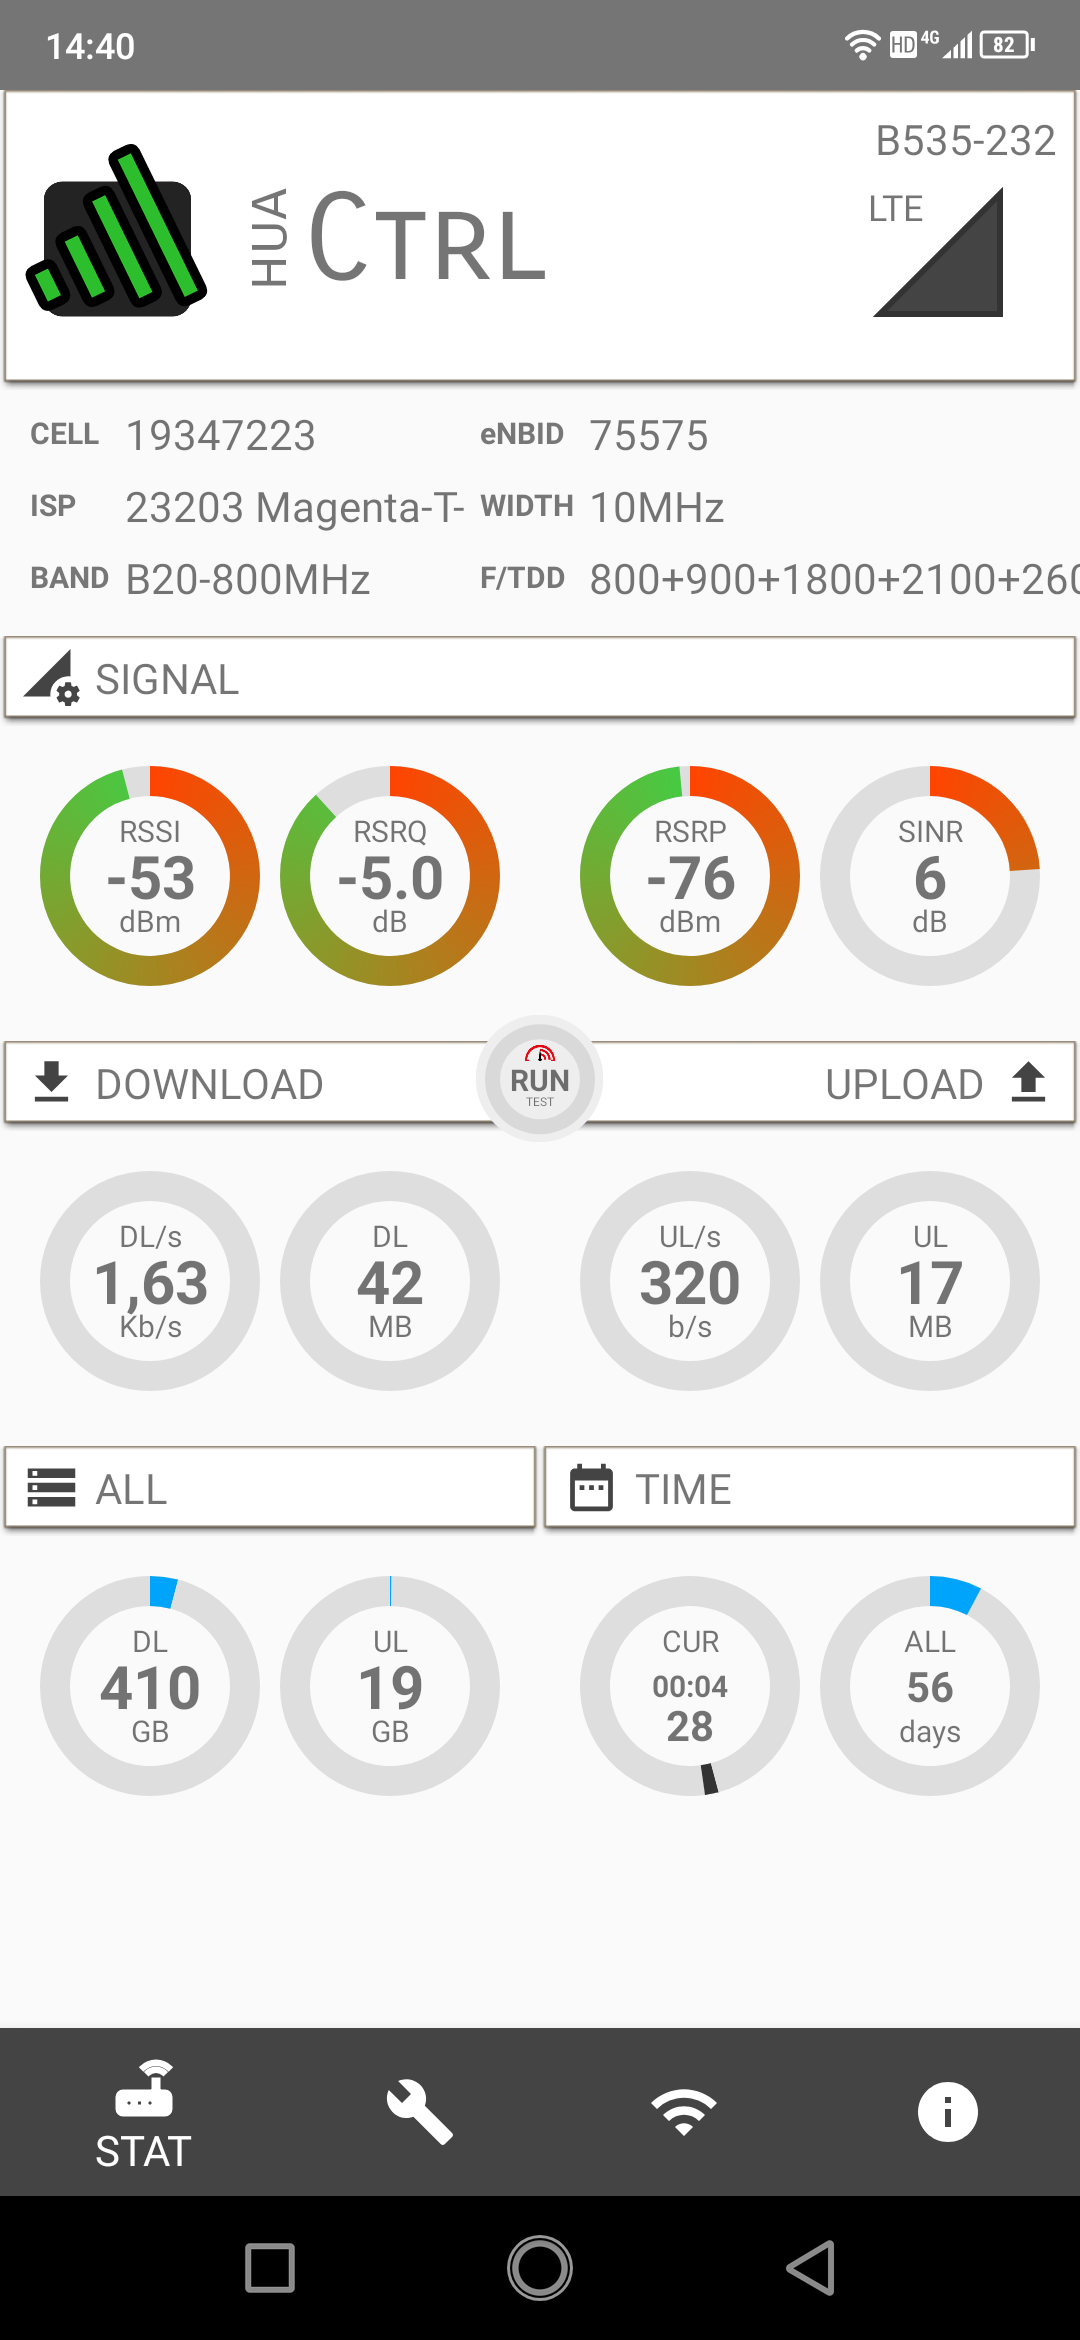 14:40
HD 4G 82
B535-232
HUA CTRL
LTE
CELL 19347223 eNBID 75575
ISP 23203 Magenta-T- WIDTH 10MHz
BAND B20-800MHz F/TDD 800+900+1800+2100+260
SIGNAL
RSSI
-53
dBm
RSRQ
-5.0
dB
RSRP
-76
dBm
SINR
6
dB
DOWNLOAD
RUN
TEST
UPLOAD
DL/s
1,63
Kb/s
DL
42
MB
UL/s
320
b/s
UL
17
MB
ALL
TIME
DL
410
GB
UL
19
GB
CUR
00:04
28
ALL
56
days
STAT